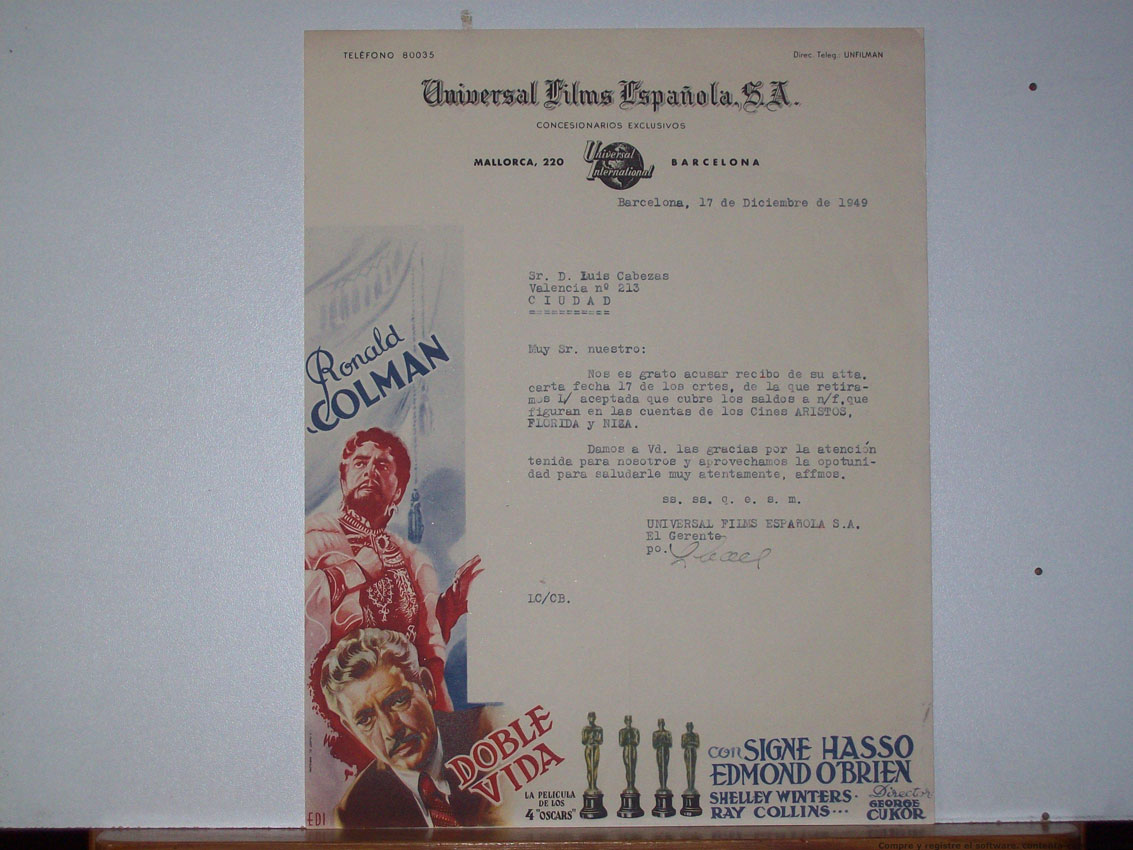 TELÉFONO 80035
Direc. Teleg.: UNFILMAN
Universal Films Española, S.A.
CONCESIONARIOS EXCLUSIVOS
MALLORCA, 220
Universal International
BARCELONA
Barcelona, 17 de Diciembre de 1949
Sr. D. Luis Cabezas
Valencia nº 213
C I U D A D
===========
Muy Sr. nuestro:
Nos es grato acusar recibo de su atta.
carta fecha 17 de los crtes, de la que retira-
mos 1/ aceptada que cubre los saldos a n/f, que
figuran en las cuentas de los Cines ARISTOS,
FLORIDA y NIZA.
Damos a Vd. las gracias por la atención
tenida para nosotros y aprovechamos la opotuni-
dad para saludarle muy atentamente, affmos.
ss. ss. q. e. s. m.
UNIVERSAL FILMS ESPAÑOLA S.A.
El Gerente
po.
LC/CB.
Ronald
COLMAN
DOBLE
VIDA
LA PELICULA
DE LOS
4 "OSCARS"
CON SIGNE HASSO
EDMOND O'BRIEN
SHELLEY WINTERS·
RAY COLLINS...
Director
GEORGE
CUKOR
EDI
Compre y registre el software,